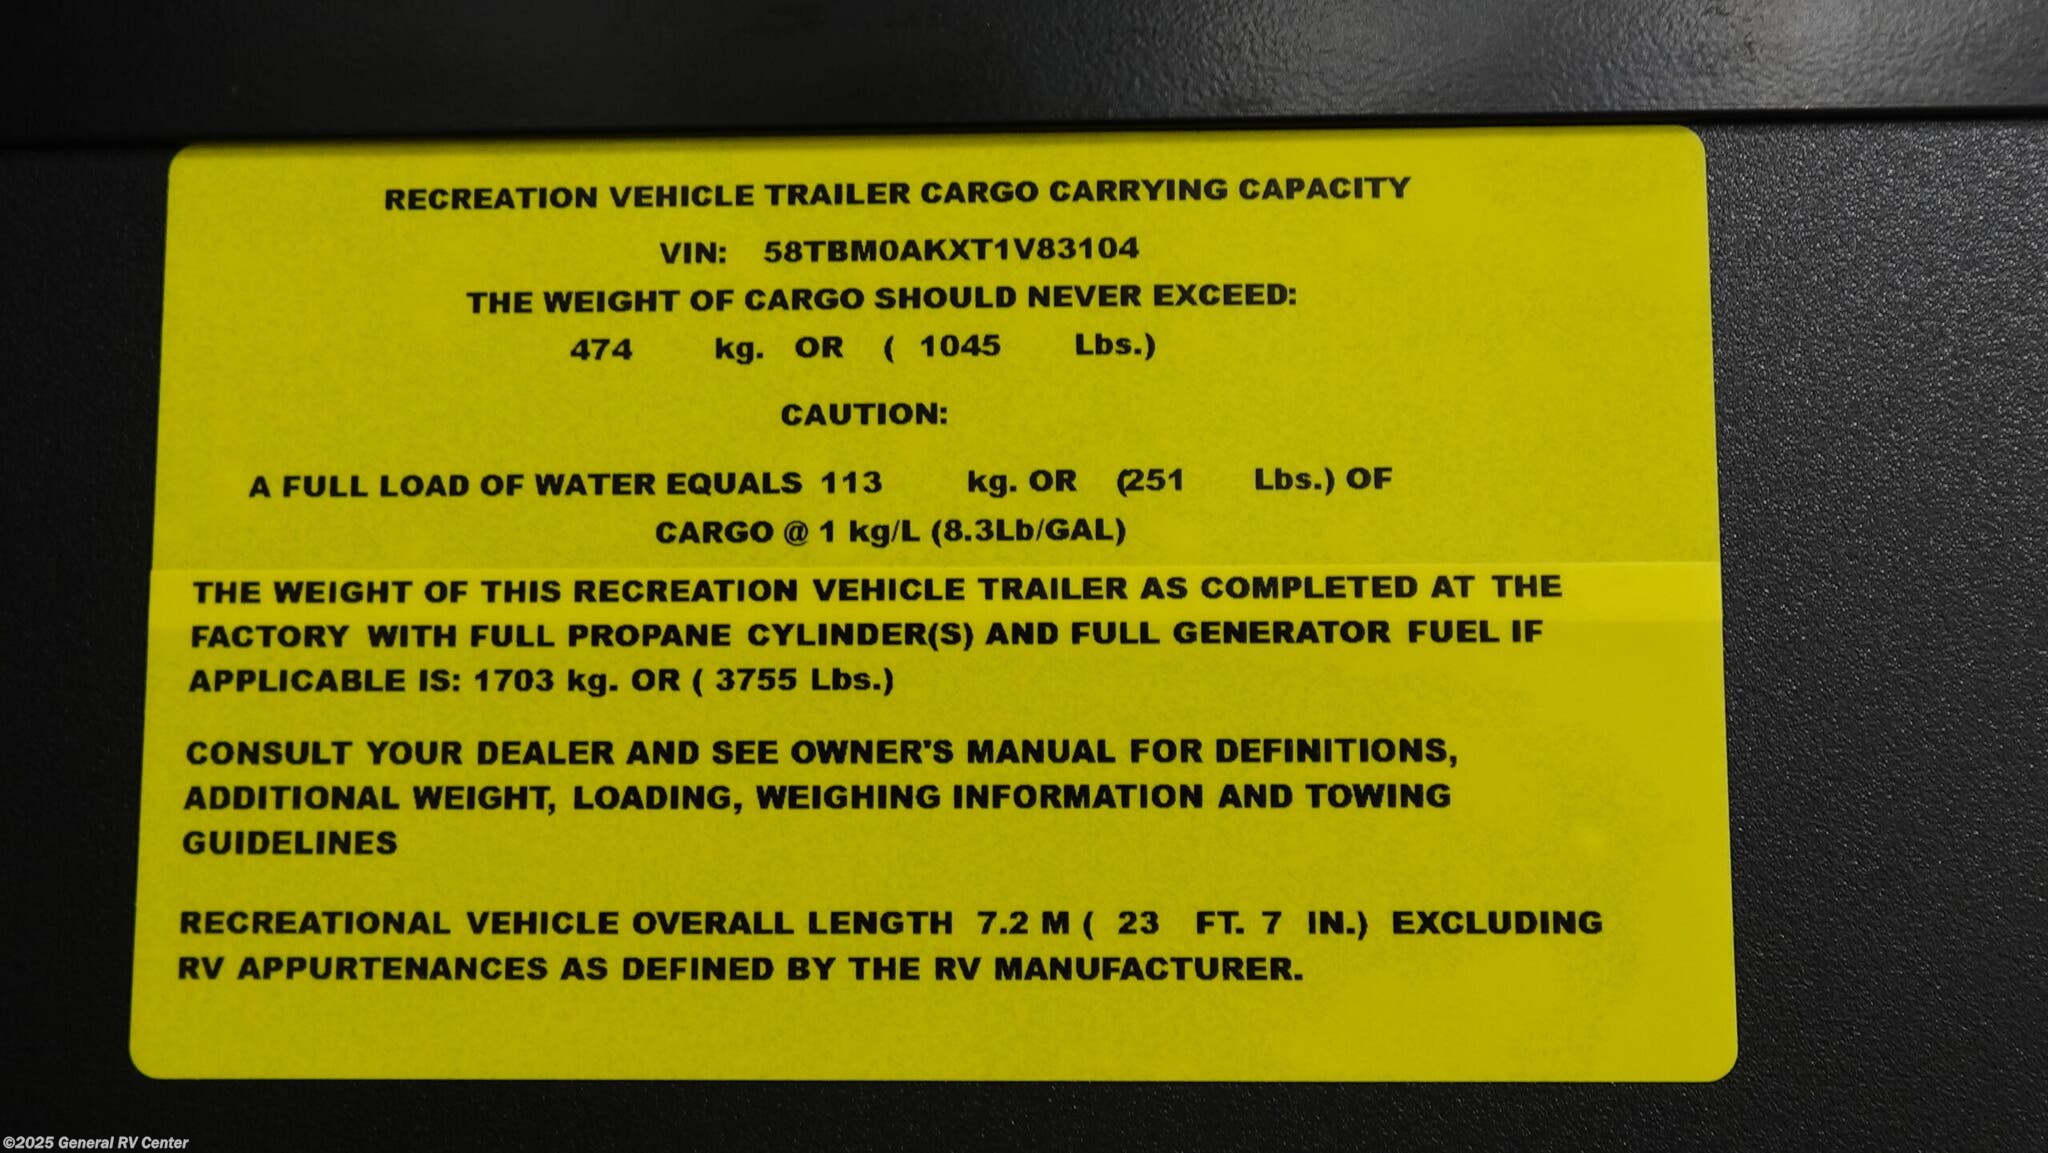 RECREATION VEHICLE TRAILER CARGO CARRYING CAPACITY
VIN: 58TBM0AKXT1V83104
THE WEIGHT OF CARGO SHOULD NEVER EXCEED:
474 kg. OR ( 1045 Lbs.)
CAUTION:
A FULL LOAD OF WATER EQUALS 113 kg. OR (251 Lbs.) OF
CARGO @ 1 kg/L (8.3Lb/GAL)
THE WEIGHT OF THIS RECREATION VEHICLE TRAILER AS COMPLETED AT THE
FACTORY WITH FULL PROPANE CYLINDER(S) AND FULL GENERATOR FUEL IF
APPLICABLE IS: 1703 kg. OR ( 3755 Lbs.)
CONSULT YOUR DEALER AND SEE OWNER'S MANUAL FOR DEFINITIONS,
ADDITIONAL WEIGHT, LOADING, WEIGHING INFORMATION AND TOWING
GUIDELINES
RECREATIONAL VEHICLE OVERALL LENGTH 7.2 M ( 23 FT. 7 IN.) EXCLUDING
RV APPURTENANCES AS DEFINED BY THE RV MANUFACTURER.
©2025 General RV Center